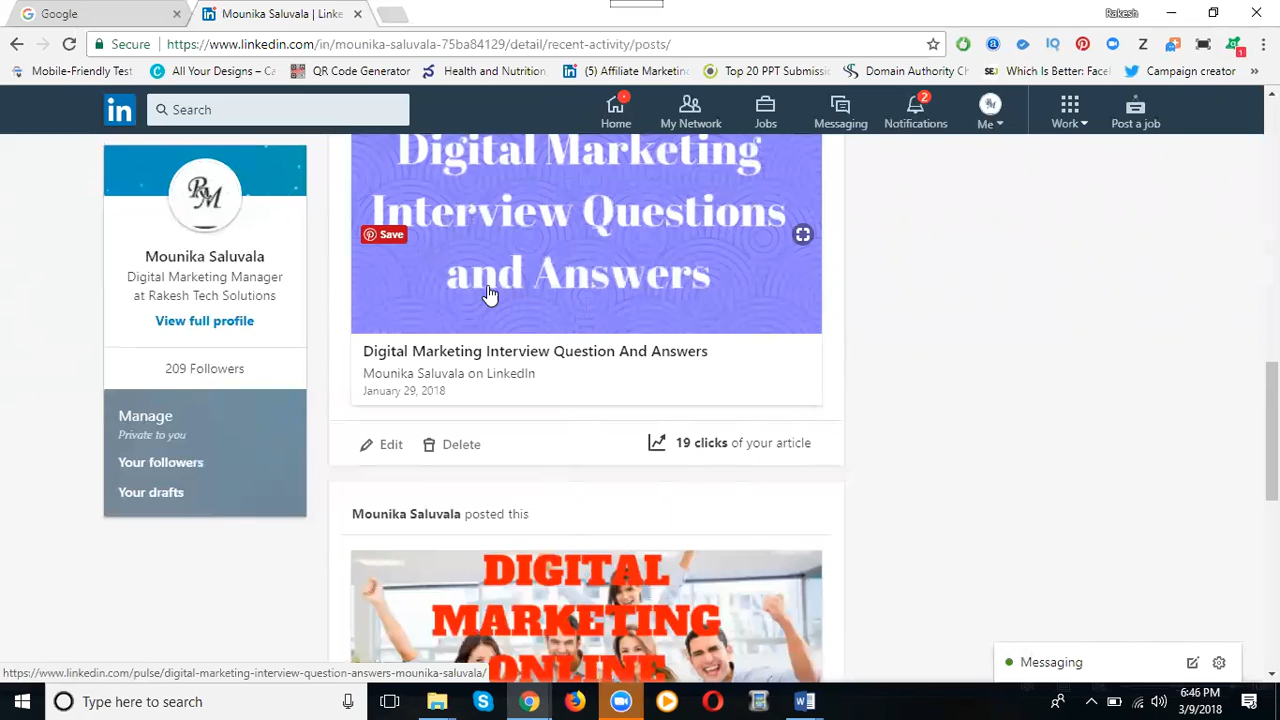 Google
Mounika Saluvala | Linke
Rakesh
Secure
https://www.linkedin.com/in/mounika-saluvala-75ba84129/detail/recent-activity/posts/
Mobile-Friendly Test
All Your Designs – Ca
QR Code Generator
Health and Nutrition
(5) Affiliate Marketin
Top 20 PPT Submissi
Domain Authority Ch
Which Is Better: Face
Campaign creator
in
Search
Home
My Network
Jobs
Messaging
2
Notifications
Me
Work
Post a job
RM
Mounika Saluvala
Digital Marketing Manager
at Rakesh Tech Solutions
View full profile
209 Followers
Manage
Private to you
Your followers
Your drafts
Digital Marketing
Interview Questions
and Answers
Save
Digital Marketing Interview Question And Answers
Mounika Saluvala on LinkedIn
January 29, 2018
Edit
Delete
19 clicks of your article
Mounika Saluvala posted this
DIGITAL
MARKETING
ONLINE
Messaging
https://www.linkedin.com/pulse/digital-marketing-interview-question-answers-mounika-saluvala/
Type here to search
6:46 PM
3/9/2018